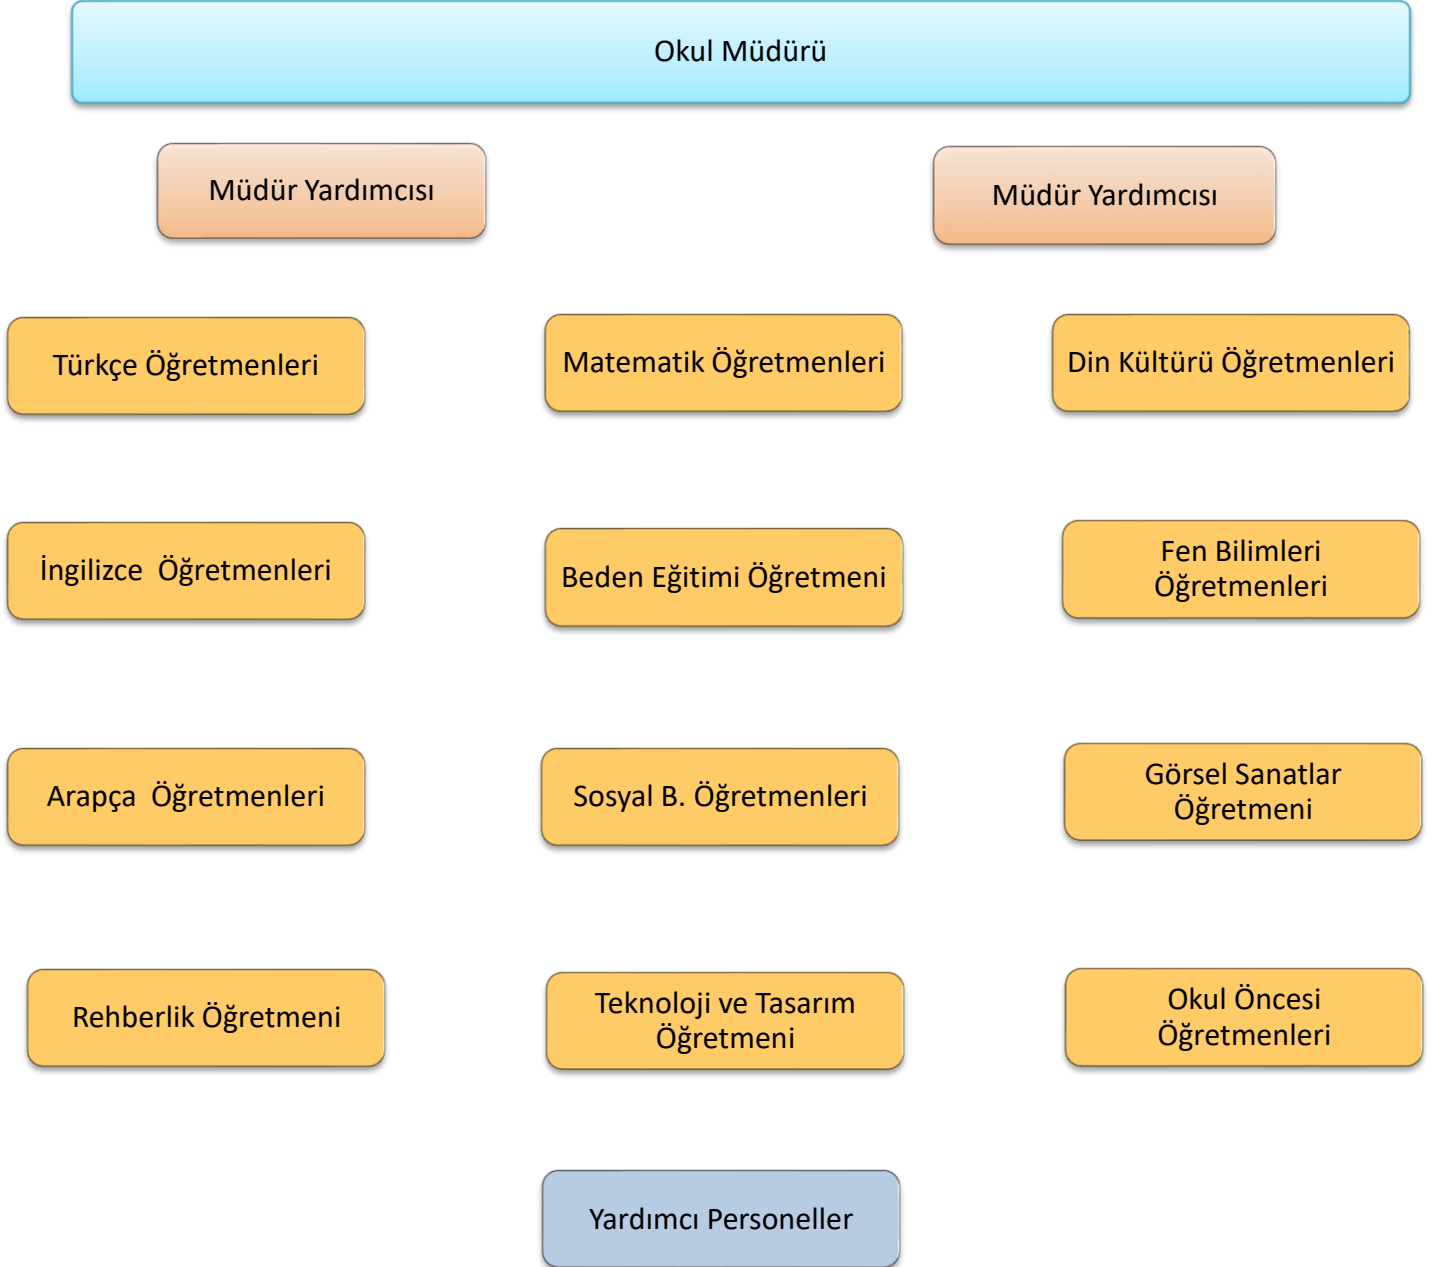 Okul Müdürü
Müdür Yardımcısı
Müdür Yardımcısı
Türkçe Öğretmenleri
Matematik Öğretmenleri
Din Kültürü Öğretmenleri
İngilizce  Öğretmenleri
Beden Eğitimi Öğretmeni
Fen Bilimleri
Öğretmenleri
Arapça  Öğretmenleri
Sosyal B. Öğretmenleri
Görsel Sanatlar
Öğretmeni
Rehberlik Öğretmeni
Teknoloji ve Tasarım
Öğretmeni
Okul Öncesi
Öğretmenleri
Yardımcı Personeller